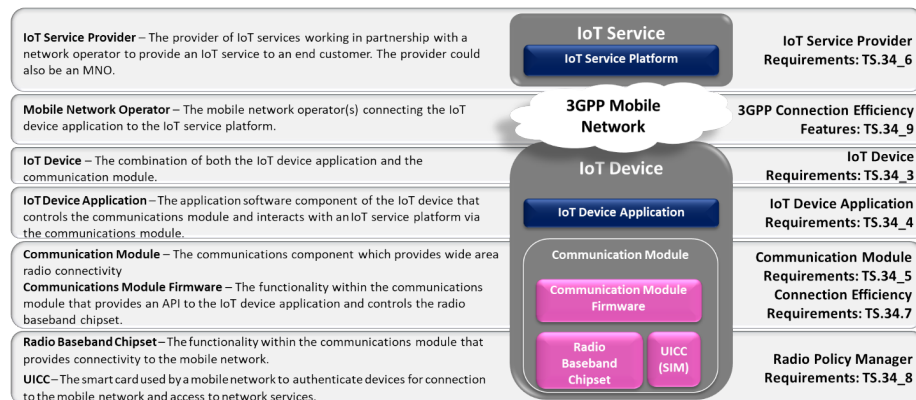 IoT Service Provider – The provider of IoT services working in partnership with a
network operator to provide an IoT service to an end customer. The provider could
also be an MNO.
IoT Service
IoT Service Platform
IoT Service Provider
Requirements: TS.34_6
Mobile Network Operator – The mobile network operator(s) connecting the IoT
device application to the IoT service platform.
3GPP Mobile
Network
3GPP Connection Efficiency
Features: TS.34_9
IoT Device – The combination of both the IoT device application and the
communication module.
IoT Device
IoT Device
Requirements: TS.34_3
IoT Device Application – The application software component of the IoT device that
controls the communications module and interacts with an IoT service platform via
the communications module.
IoT Device Application
IoT Device Application
Requirements: TS.34_4
Communication Module – The communications component which provides wide area
radio connectivity
Communications Module Firmware – The functionality within the communications
module that provides an API to the IoT device application and controls the radio
baseband chipset.
Communication Module
Communication Module
Firmware
Communication Module
Requirements: TS.34_5
Connection Efficiency
Requirements: TS.34.7
Radio Baseband Chipset – The functionality within the communications module that
provides connectivity to the mobile network.
UICC – The smart card used by a mobile network to authenticate devices for connection
to the mobile network and access to network services.
Radio
Baseband
Chipset
UICC
(SIM)
Radio Policy Manager
Requirements: TS.34_8